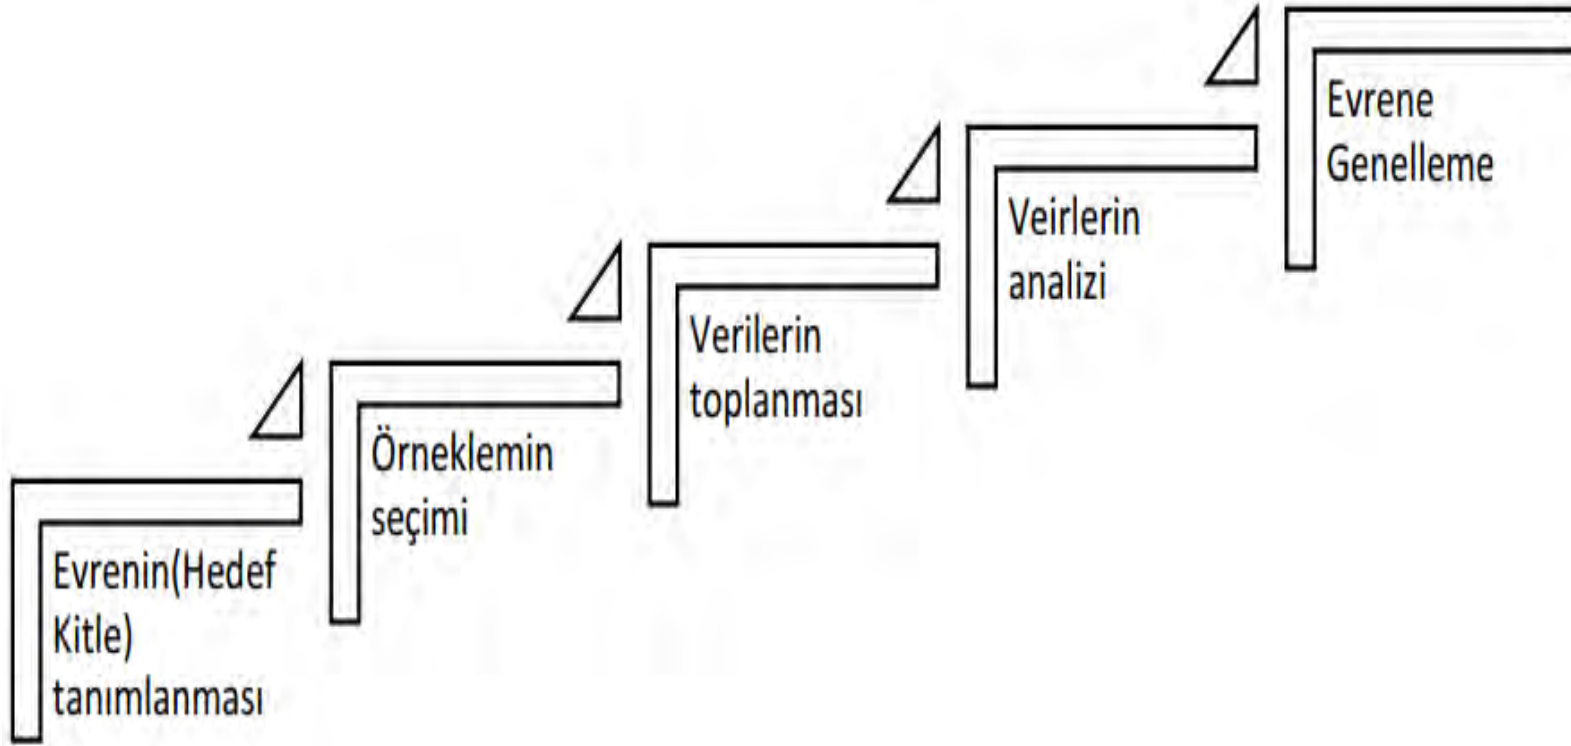 Evrenin(Hedef
Kitle)
tanımlanması
Örneklemin
seçimi
Verilerin
toplanması
Veirlerin
analizi
Evrene
Genelleme